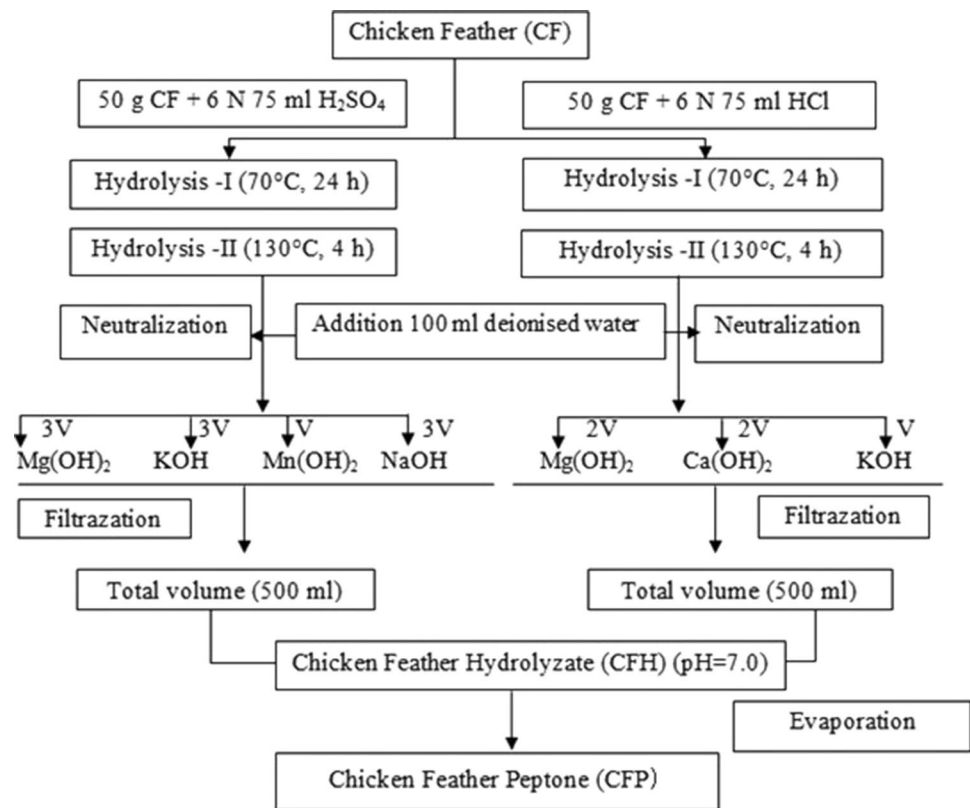 Chicken Feather (CF)
50 g CF + 6 N 75 ml H₂SO₄
50 g CF + 6 N 75 ml HCl
Hydrolysis -I (70°C, 24 h)
Hydrolysis -I (70°C, 24 h)
Hydrolysis -II (130°C, 4 h)
Hydrolysis -II (130°C, 4 h)
Neutralization
Addition 100 ml deionised water
Neutralization
3V 3V V 3V
2V 2V V
Mg(OH)₂ KOH Mn(OH)₂ NaOH
Mg(OH)₂ Ca(OH)₂ KOH
Filtrazation
Filtrazation
Total volume (500 ml)
Total volume (500 ml)
Chicken Feather Hydrolyzate (CFH) (pH=7.0)
Evaporation
Chicken Feather Peptone (CFP)